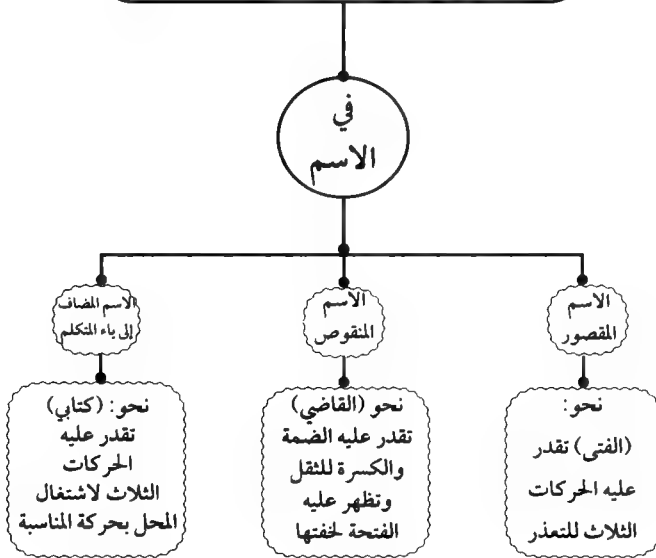 في
الاسم
الاسم
المقصور
نحو:
(الفتى) تقدر
عليه الحركات
الثلاث للتعذر
الاسم
المنقوص
نحو (القاضي)
تقدر عليه الضمة
والكسرة للثقل
وتظهر عليه
الفتحة لخفتها
الاسم المضاف
إلى ياء المتكلم
نحو: (كتابي)
تقدر عليه
الحركات
الثلاث لاشتغال
المحل بحركة المناسبة